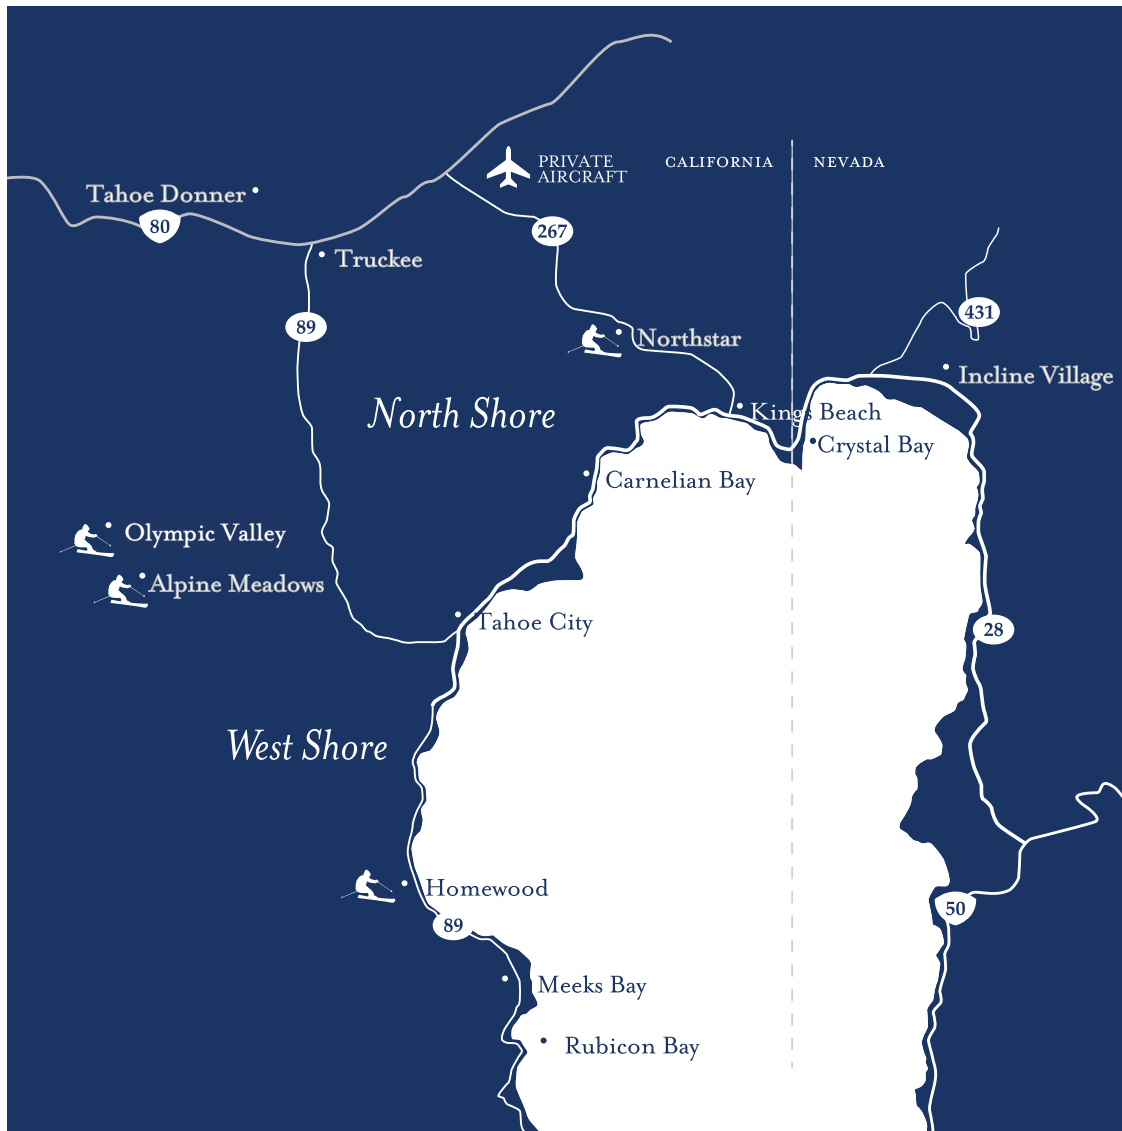 PRIVATE
AIRCRAFT
CALIFORNIA
NEVADA
Tahoe Donner
80
267
Truckee
431
89
Northstar
Incline Village
North Shore
Kings Beach
Crystal Bay
Carnelian Bay
Olympic Valley
Alpine Meadows
Tahoe City
28
West Shore
Homewood
50
89
Meeks Bay
Rubicon Bay